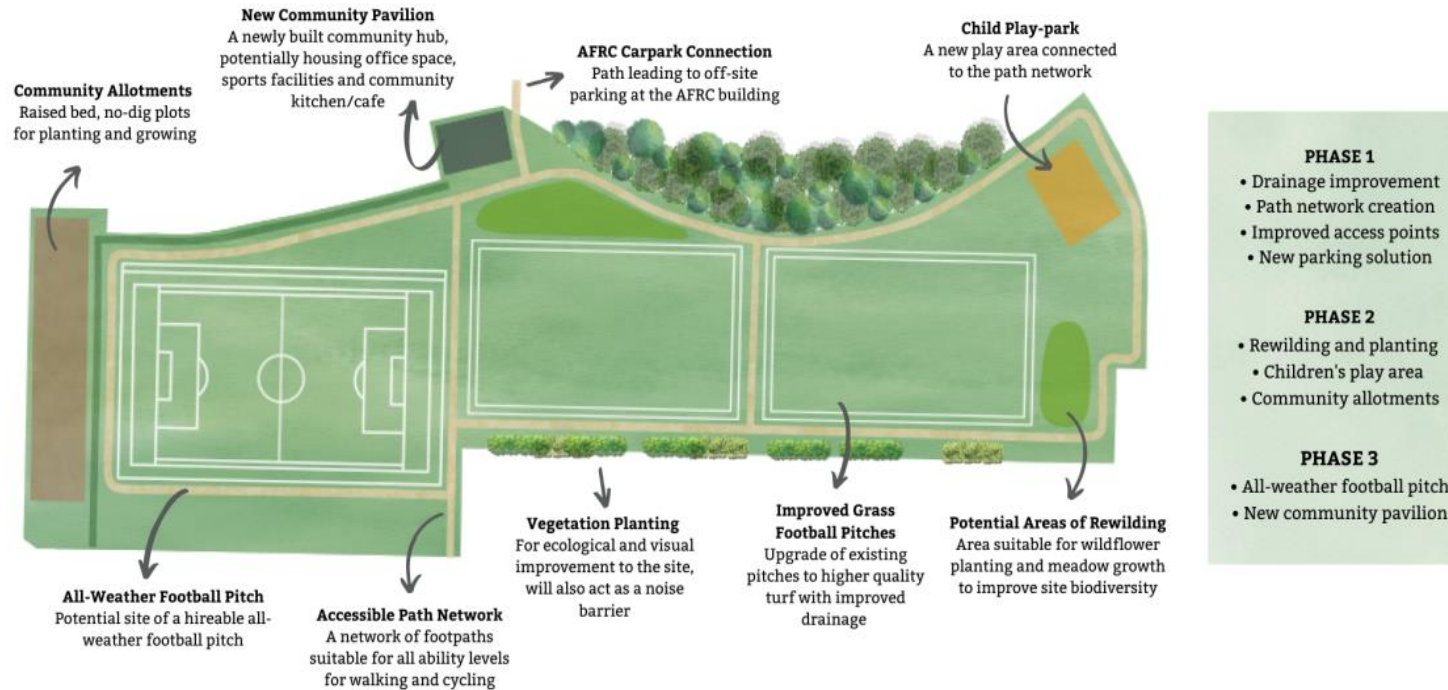 New Community Pavilion
A newly built community hub,
potentially housing office space,
sports facilities and community
kitchen/cafe
Child Play-park
A new play area connected
to the path network
AFRC Carpark Connection
Path leading to off-site
parking at the AFRC building
Community Allotments
Raised bed, no-dig plots
for planting and growing
PHASE 1
• Drainage improvement
• Path network creation
• Improved access points
• New parking solution
PHASE 2
• Rewilding and planting
• Children's play area
• Community allotments
PHASE 3
• All-weather football pitch
• New community pavilion
All-Weather Football Pitch
Potential site of a hireable all-
weather football pitch
Accessible Path Network
A network of footpaths
suitable for all ability levels
for walking and cycling
Vegetation Planting
For ecological and visual
improvement to the site,
will also act as a noise
barrier
Improved Grass
Football Pitches
Upgrade of existing
pitches to higher quality
turf with improved
drainage
Potential Areas of Rewilding
Area suitable for wildflower
planting and meadow growth
to improve site biodiversity